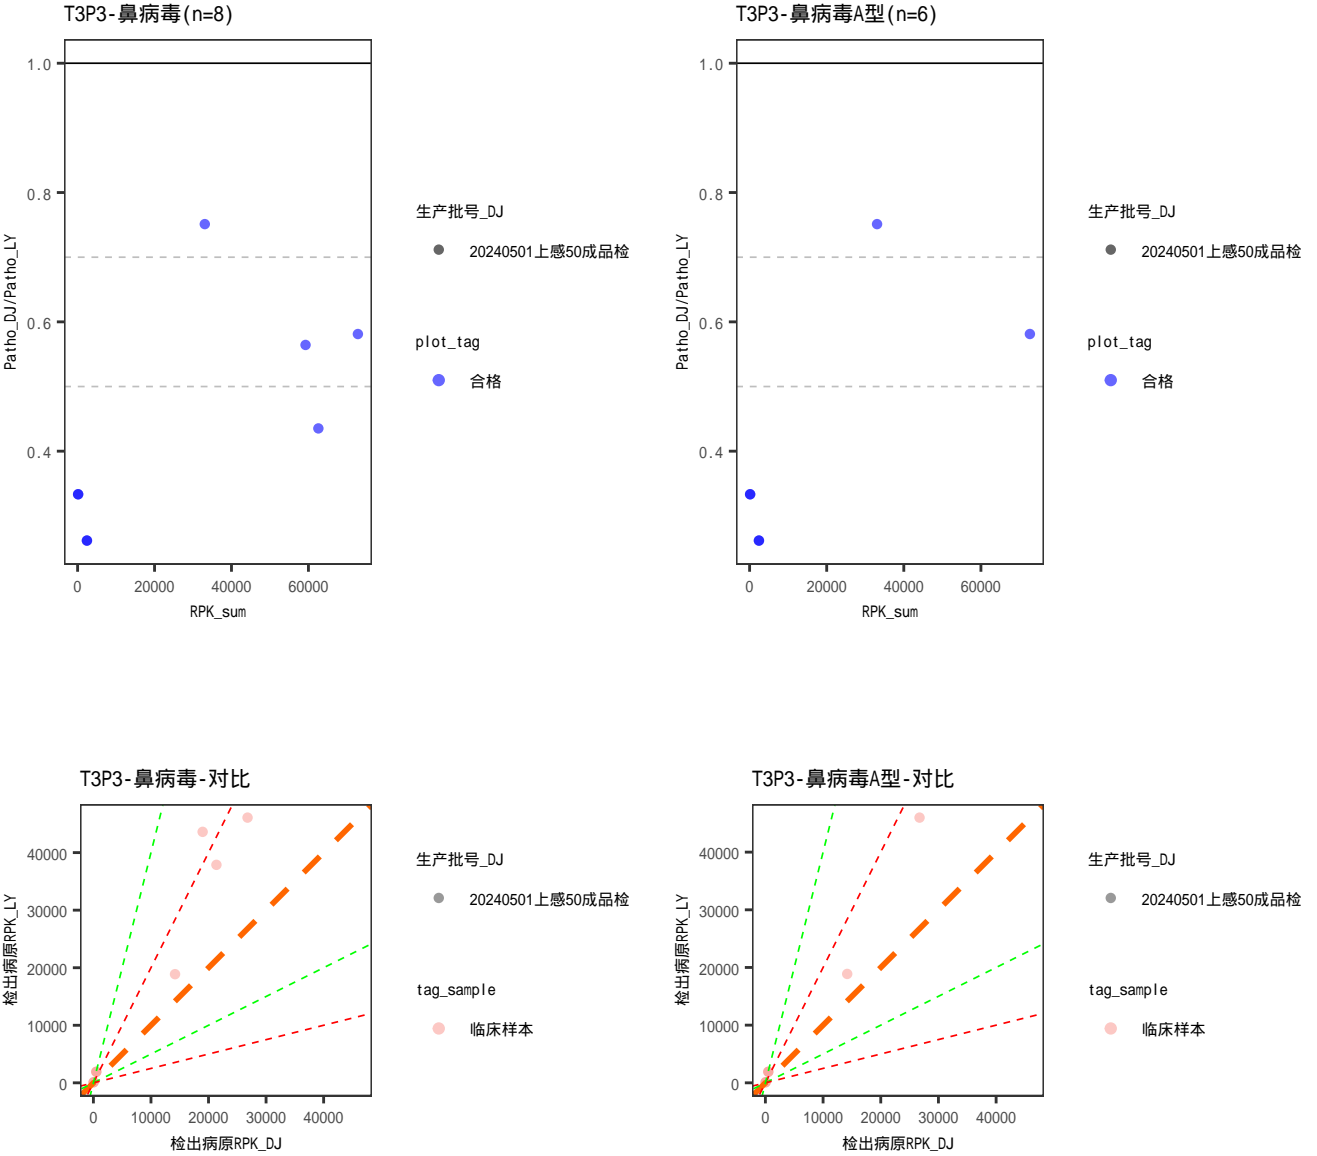 T3P3-鼻病毒(n=8)
1.0
0.8
0.6
0.4
Patho_DJ/Patho_LY
0
20000
40000
60000
RPK_sum
生产批号_DJ
20240501上感50成品检
plot_tag
合格
T3P3-鼻病毒A型(n=6)
1.0
0.8
0.6
0.4
Patho_DJ/Patho_LY
0
20000
40000
60000
RPK_sum
生产批号_DJ
20240501上感50成品检
plot_tag
合格
T3P3-鼻病毒-对比
40000
30000
20000
10000
0
检出病原RPK_LY
0
10000
20000
30000
40000
检出病原RPK_DJ
生产批号_DJ
20240501上感50成品检
tag_sample
临床样本
T3P3-鼻病毒A型-对比
40000
30000
20000
10000
0
检出病原RPK_LY
0
10000
20000
30000
40000
检出病原RPK_DJ
生产批号_DJ
20240501上感50成品检
tag_sample
临床样本